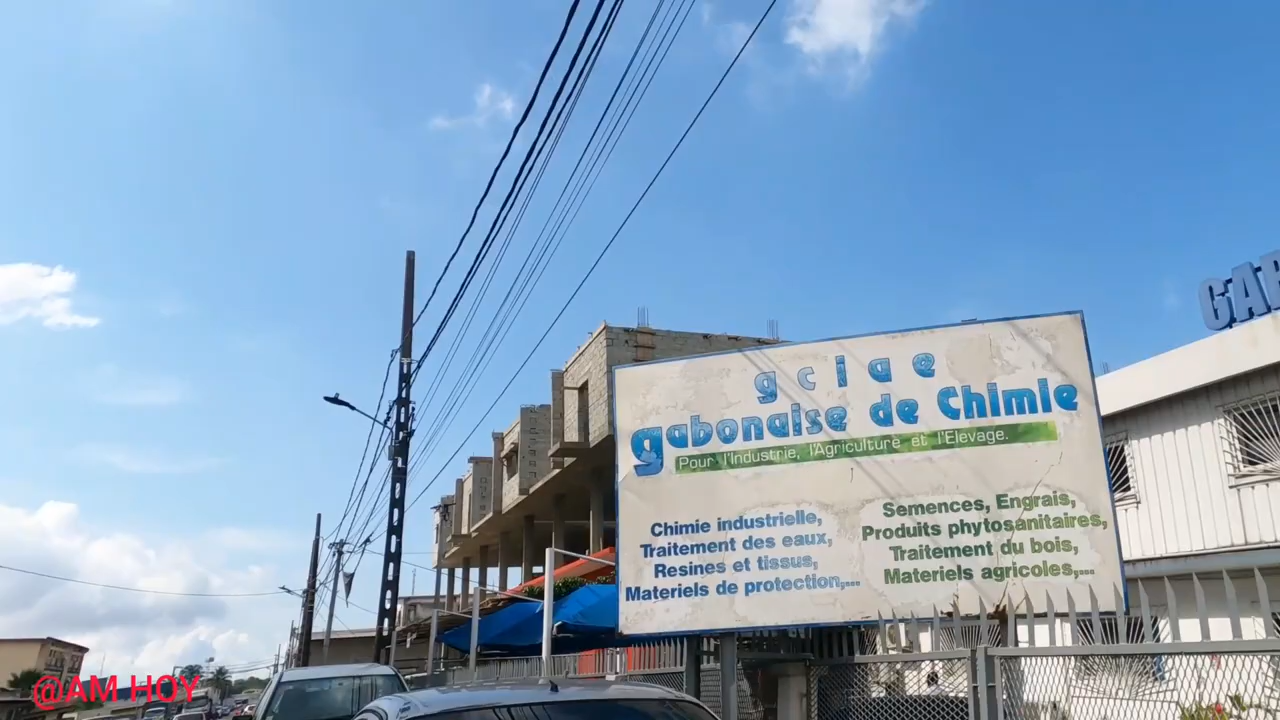 gciae
gabonaise de Chimie
Pour l'Industrie, l'Agriculture et l'Elevage.
Chimie industrielle,
Traitement des eaux,
Resines et tissus,
Materiels de protection,...
Semences, Engrais,
Produits phytosanitaires,
Traitement du bois,
Materiels agricoles,...
GAB
@AM HOY